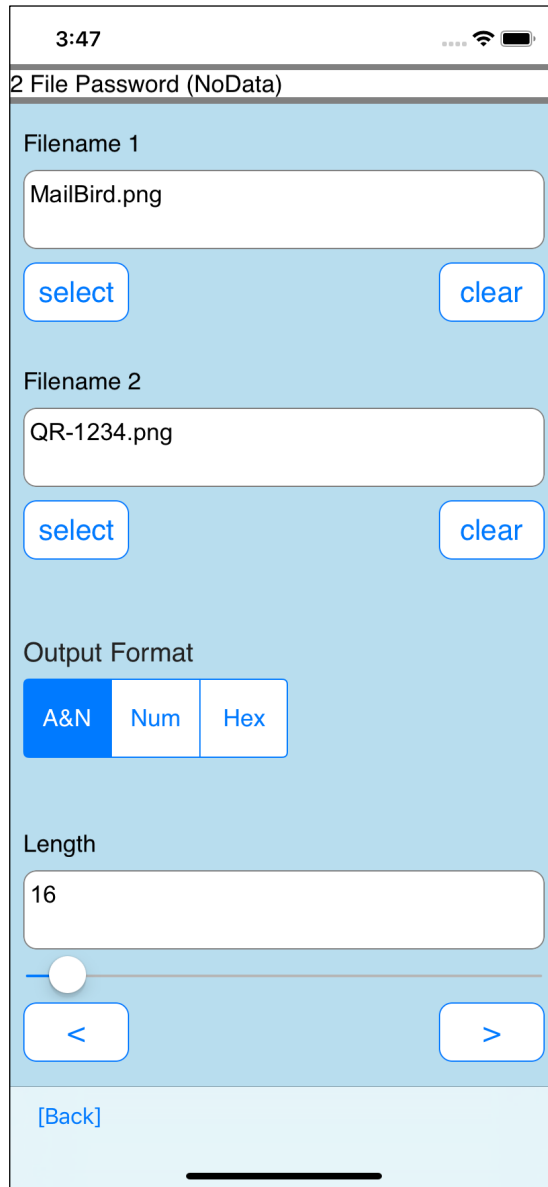 3:47
2 File Password (NoData)
Filename 1
MailBird.png
select clear
Filename 2
QR-1234.png
select clear
Output Format
A&N Num Hex
Length
16
< >
[Back]